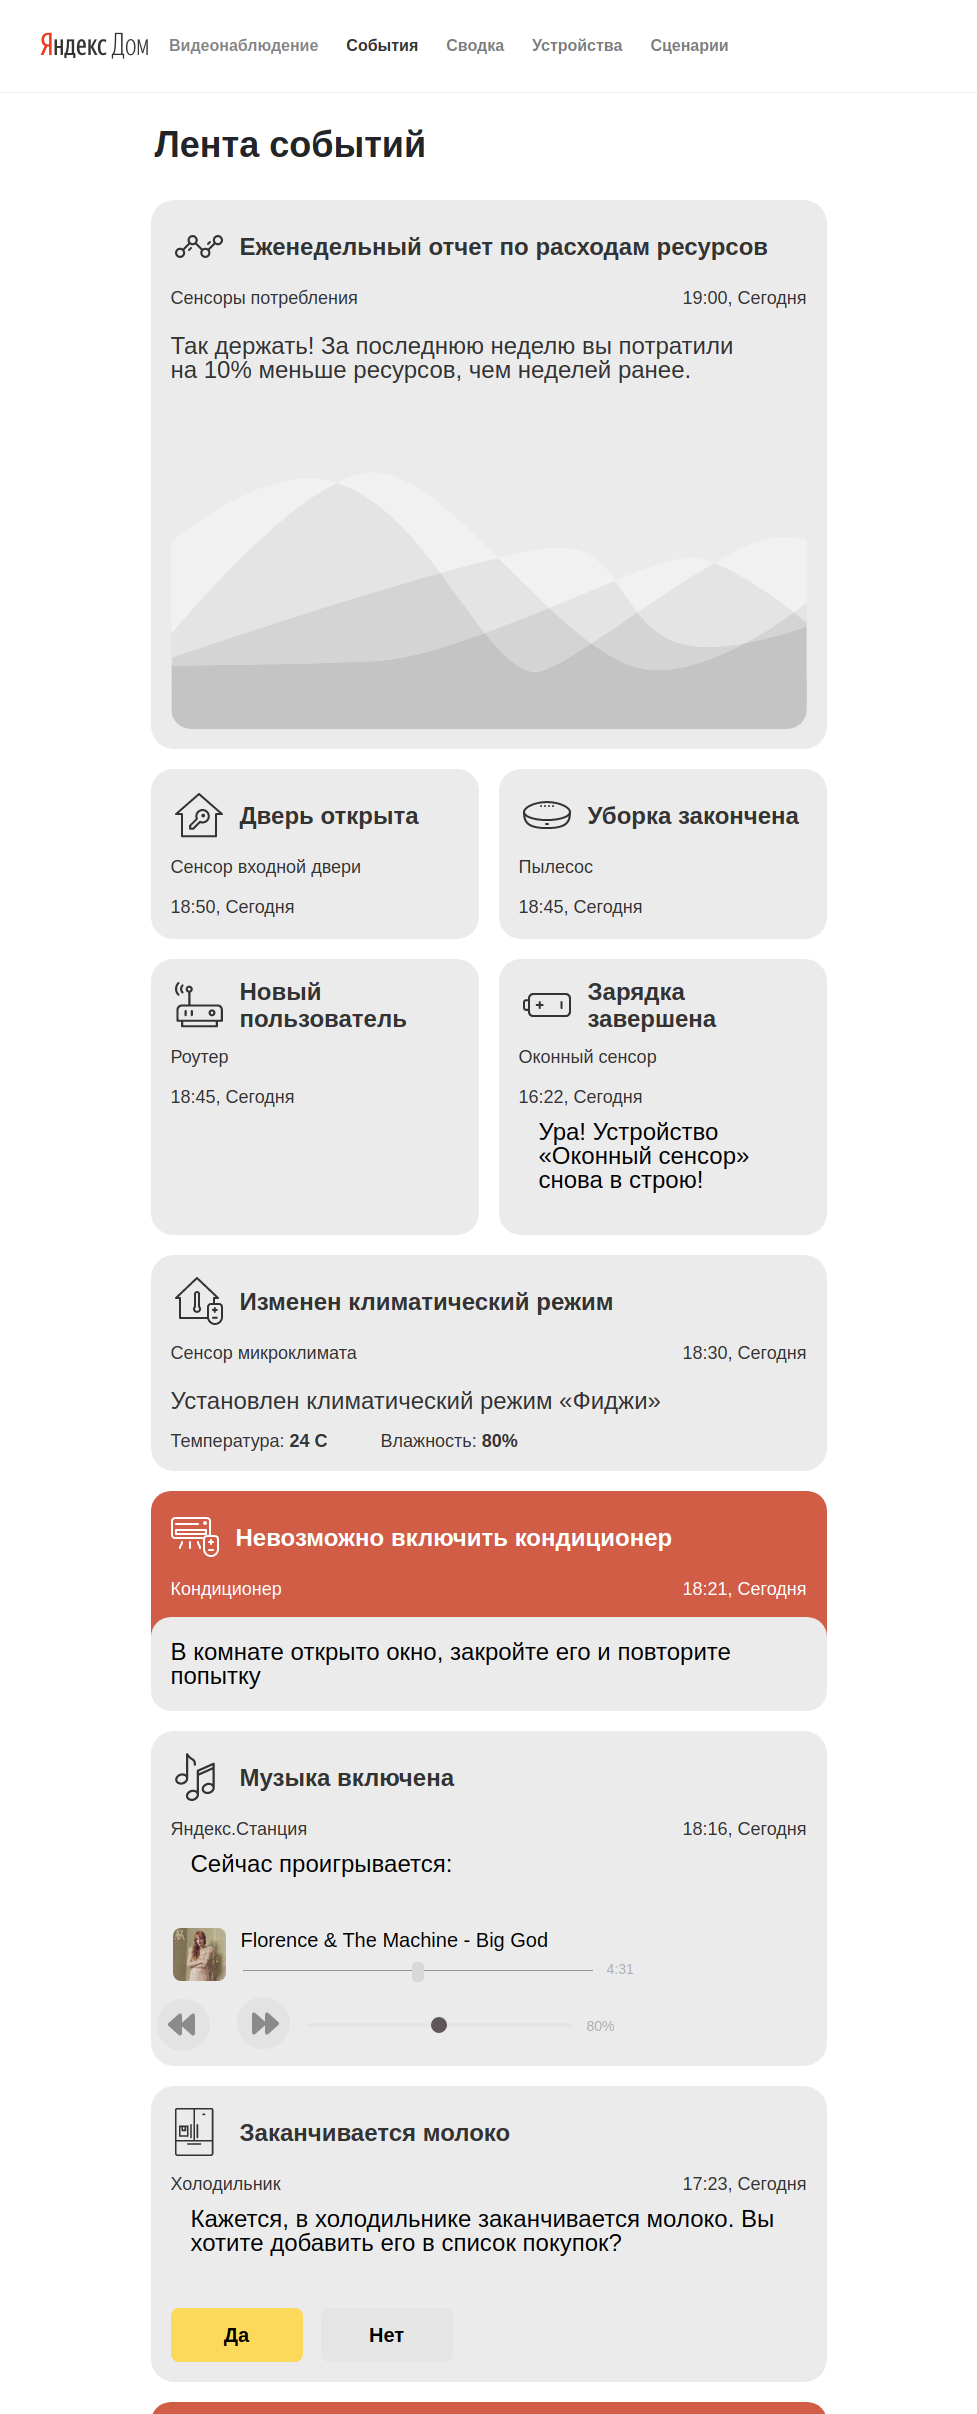 Яндекс Дом Видеонаблюдение События Сводка Устройства Сценарии
Лента событий
Еженедельный отчет по расходам ресурсов
Сенсоры потребления 19:00, Сегодня
Так держать! За последнюю неделю вы потратили
на 10% меньше ресурсов, чем неделей ранее.
Дверь открыта
Сенсор входной двери
18:50, Сегодня
Уборка закончена
Пылесос
18:45, Сегодня
Новый
пользователь
Роутер
18:45, Сегодня
Зарядка
завершена
Оконный сенсор
16:22, Сегодня
Ура! Устройство
«Оконный сенсор»
снова в строю!
Изменен климатический режим
Сенсор микроклимата 18:30, Сегодня
Установлен климатический режим «Фиджи»
Температура: 24 С Влажность: 80%
Невозможно включить кондиционер
Кондиционер 18:21, Сегодня
В комнате открыто окно, закройте его и повторите
попытку
Музыка включена
Яндекс.Станция 18:16, Сегодня
Сейчас проигрывается:
Florence & The Machine - Big God
4:31
80%
Заканчивается молоко
Холодильник 17:23, Сегодня
Кажется, в холодильнике заканчивается молоко. Вы
хотите добавить его в список покупок?
Да Нет